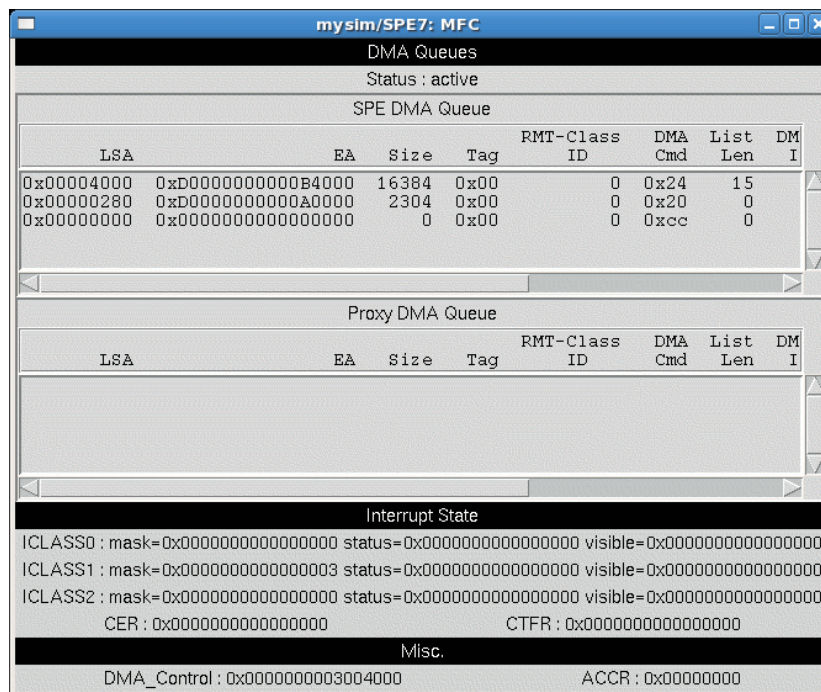 mysim/SPE7: MFC
DMA Queues
Status : active
SPE DMA Queue
RMT-Class DMA List DM
LSA EA Size Tag ID Cmd Len I
0x00004000 0xD0000000000B4000 16384 0x00 0 0x24 15
0x00000280 0xD0000000000A0000 2304 0x00 0 0x20 0
0x00000000 0x0000000000000000 0 0x00 0 0xcc 0
Proxy DMA Queue
RMT-Class DMA List DM
LSA EA Size Tag ID Cmd Len I
Interrupt State
ICLASS0 : mask=0x0000000000000000 status=0x0000000000000000 visible=0x0000000000000000
ICLASS1 : mask=0x0000000000000003 status=0x0000000000000000 visible=0x0000000000000000
ICLASS2 : mask=0x0000000000000000 status=0x0000000000000000 visible=0x0000000000000000
CER : 0x0000000000000000 CTFR : 0x0000000000000000
Misc.
DMA_Control : 0x0000000003004000 ACCR : 0x00000000